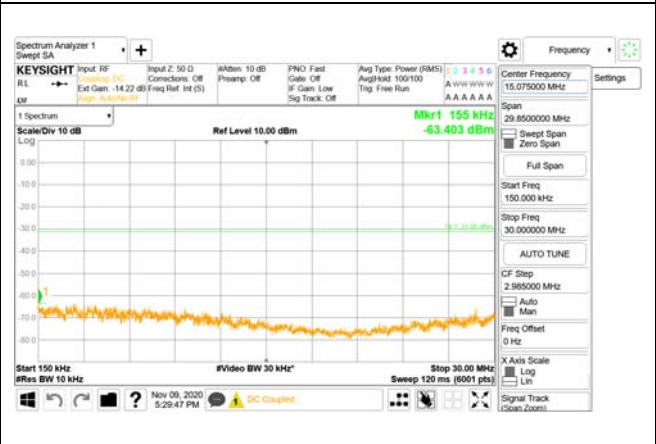 Spectrum Analyzer 1
Swept SA
+
Frequency
KEYSIGHT
RL
Input: RF
Coupling: DC
Ext Gain: -14.22 dB
Align: Auto/No RF
Input Z: 50 Ω
Corrections: Off
Freq Ref: Int (S)
#Atten: 10 dB
Preamp: Off
PNO: Fast
Gate: Off
IF Gain: Low
Sig Track: Off
Avg Type: Power (RMS)
Avg|Hold: 100/100
Trig: Free Run
1 2 3 4 5 6
A W W W W W
A A A A A A
1 Spectrum
Scale/Div 10 dB
Ref Level 10.00 dBm
Mkr1 155 kHz
-63.403 dBm
Log
0.00
-10.0
-20.0
-30.0
-40.0
-50.0
-60.0
-70.0
-80.0
1
Start 150 kHz
#Video BW 30 kHz*
Stop 30.00 MHz
#Res BW 10 kHz
Sweep 120 ms (6001 pts)
?
Nov 09, 2020
5:29:47 PM
DC Coupled
Center Frequency
15.075000 MHz
Settings
Span
29.8500000 MHz
Swept Span
Zero Span
Full Span
Start Freq
150.000 kHz
Stop Freq
30.000000 MHz
AUTO TUNE
CF Step
2.985000 MHz
Auto
Man
Freq Offset
0 Hz
X Axis Scale
Log
Lin
Signal Track
(Span Zoom)